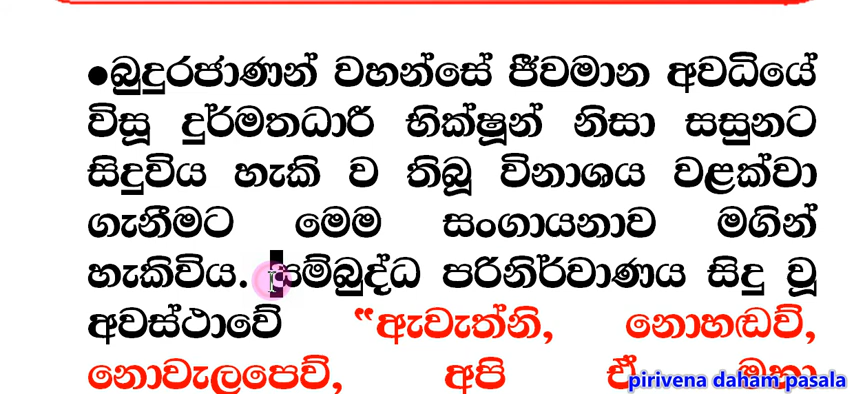 ●බුදුරජාණන් වහන්සේ ජීවමාන අවධියේ
විසූ දුර්මතධාරී භික්ෂූන් නිසා සසුනට
සිදුවිය හැකි ව තිබූ විනාශය වළක්වා
ගැනීමට මෙම සංගායනාව මගින්
හැකිවිය. සම්බුද්ධ පරිනිර්වාණය සිදු වූ
අවස්ථාවේ “ඇවැත්නි, නොහඬව්,
නොවැලපෙව්, අපි ඒ මහා
pirivena daham pasala